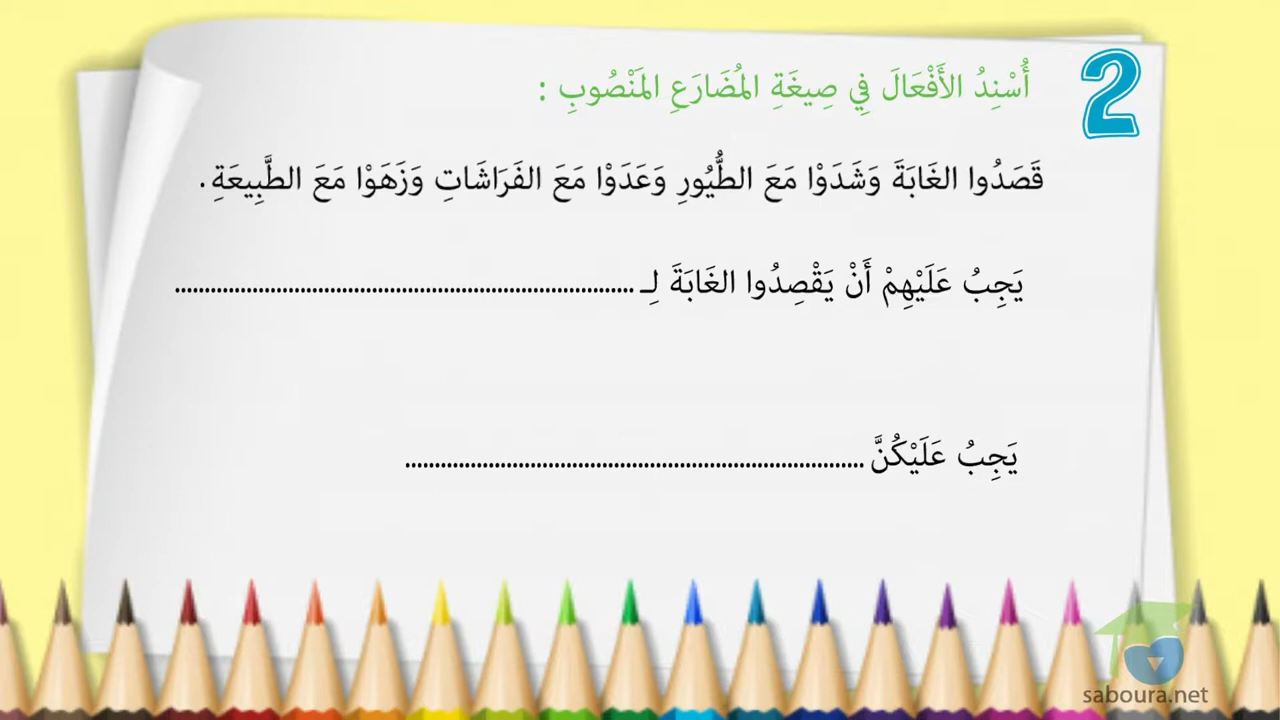 2
أُسْنِدُ الأَفْعَالَ فِي صِيغَةِ المُضَارَعِ المَنْصُوبِ :
قَصَدُوا الغَابَةَ وَشَدَوْا مَعَ الطُّيُورِ وَعَدَوْا مَعَ الفَرَاشَاتِ وَزَهَوْا مَعَ الطَّبِيعَةِ.
يَجِبُ عَلَيْهِمْ أَنْ يَقْصِدُوا الغَابَةَ لِـ ............................................................................
يَجِبُ عَلَيْكُنَّ ............................................................................
saboura.net